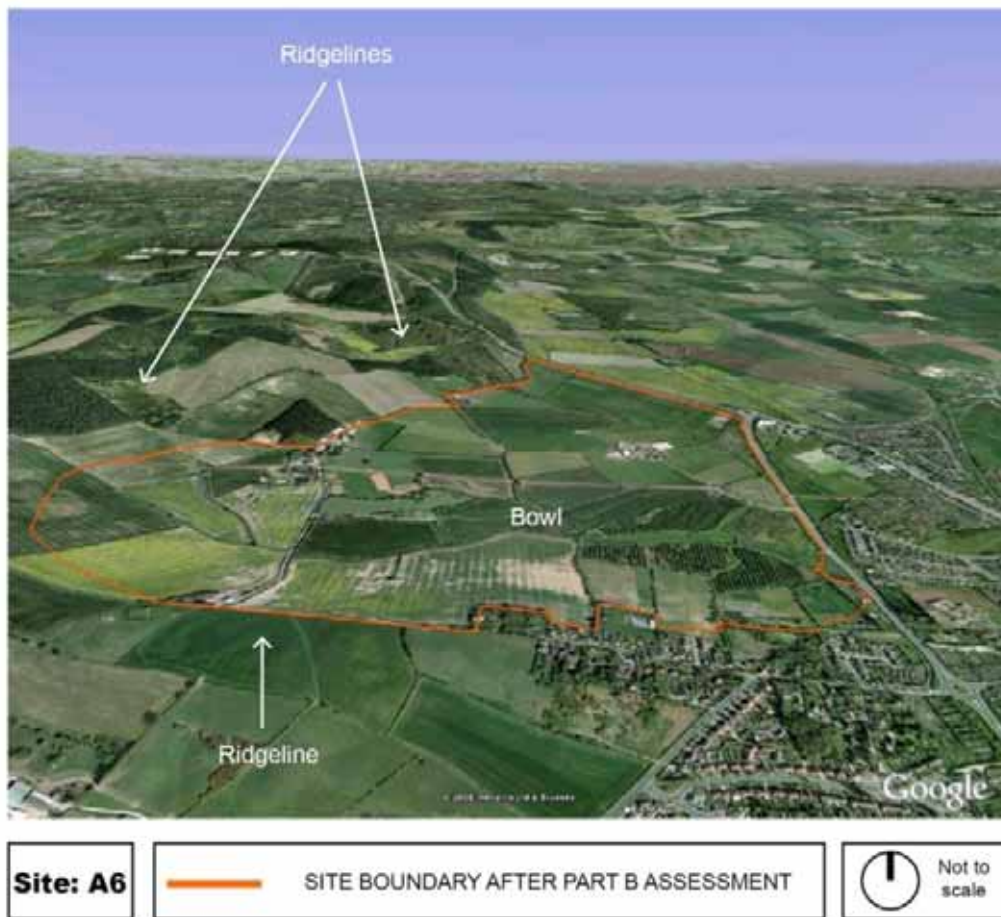 Ridgelines
Bowl
Ridgeline
Google
Site: A6
SITE BOUNDARY AFTER PART B ASSESSMENT
Not to
scale